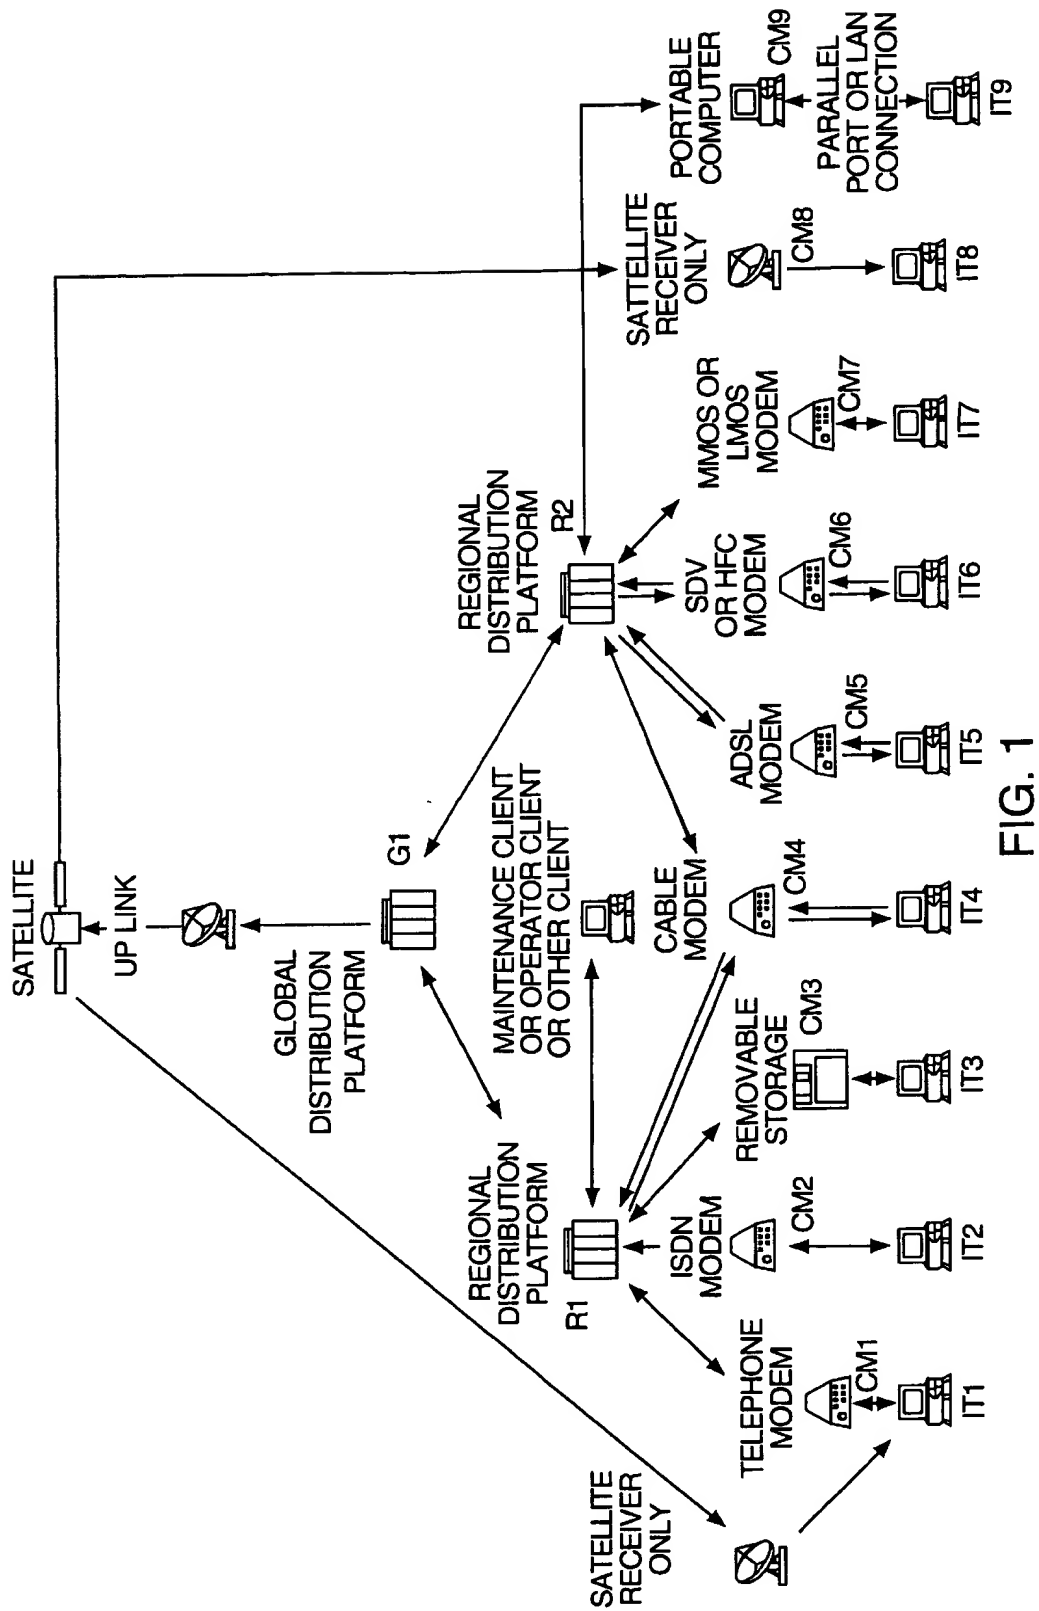 SATELLITE
UP LINK
GLOBAL
DISTRIBUTION
PLATFORM
G1
REGIONAL
DISTRIBUTION
PLATFORM
R1
MAINTENANCE CLIENT
OR OPERATOR CLIENT
OR OTHER CLIENT
REGIONAL
DISTRIBUTION
PLATFORM
R2
SATELLITE
RECEIVER
ONLY
TELEPHONE
MODEM
CM1
IT1
ISDN
MODEM
CM2
IT2
REMOVABLE
STORAGE
CM3
IT3
CABLE
MODEM
CM4
IT4
ADSL
MODEM
CM5
IT5
SDV
OR HFC
MODEM
CM6
IT6
MMOS OR
LMOS
MODEM
CM7
IT7
SATTELLITE
RECEIVER
ONLY
CM8
IT8
PORTABLE
COMPUTER
CM9
PARALLEL
PORT OR LAN
CONNECTION
IT9
FIG. 1